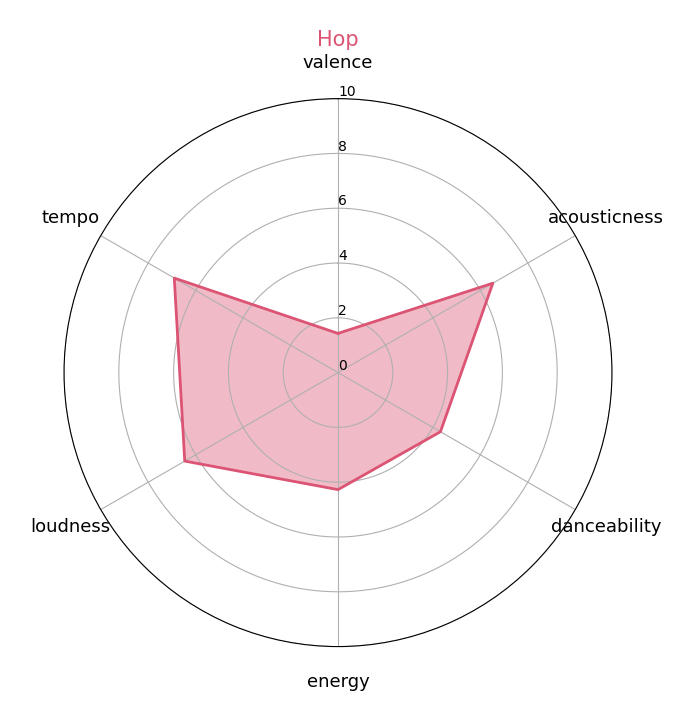 Hop
valence
10
8
6
tempo
acousticness
4
2
0
loudness
danceability
energy